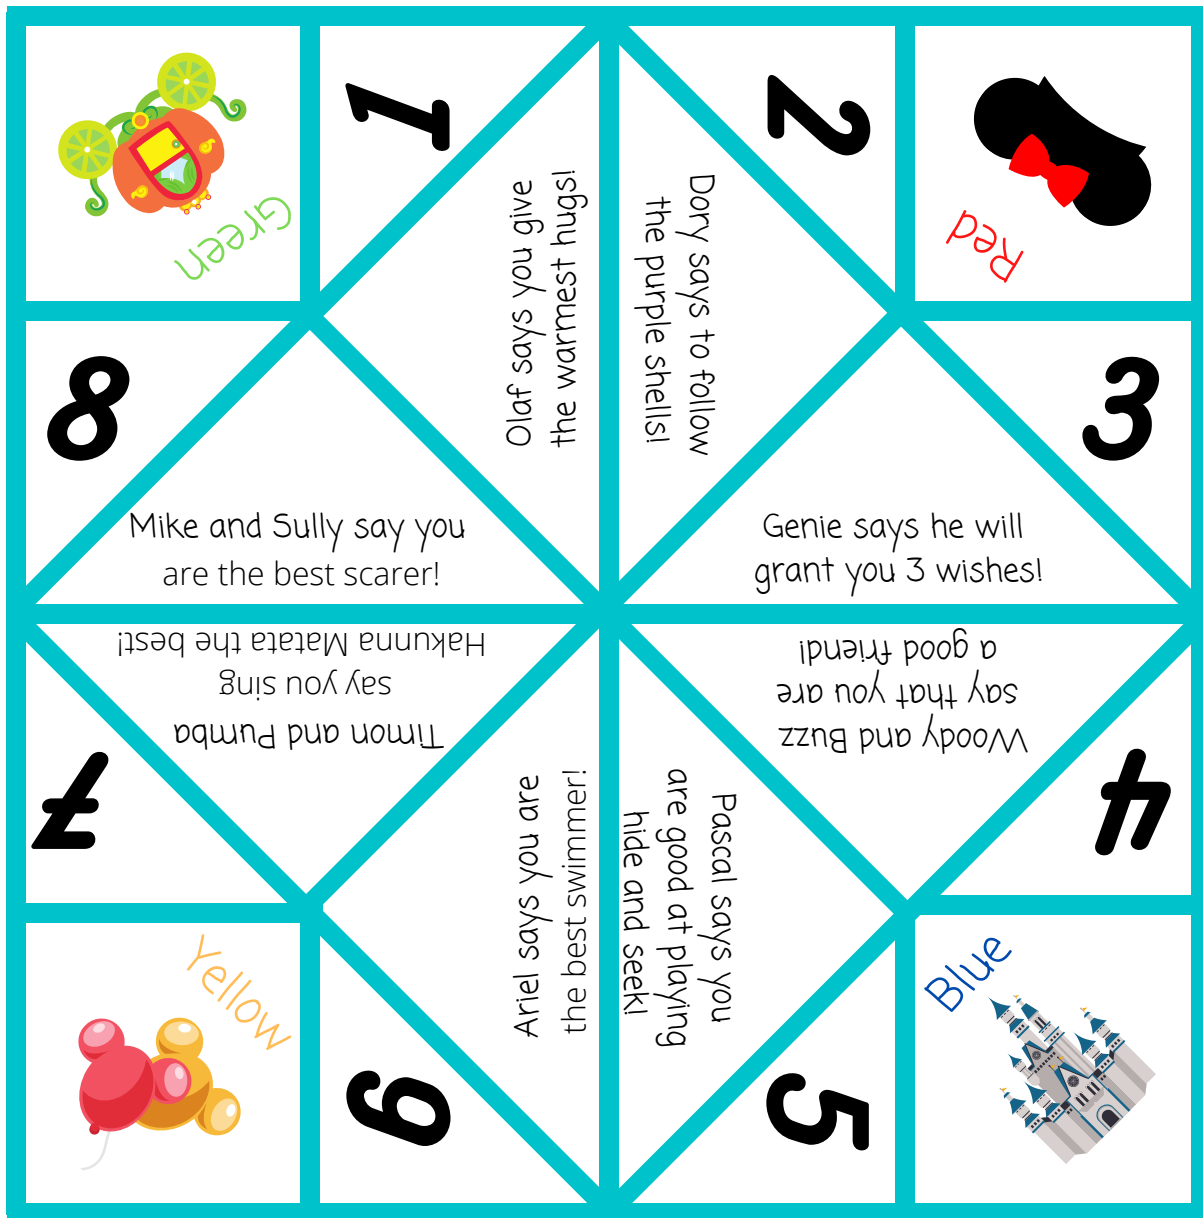 Green
1
2
Red
Olaf says you give
the warmest hugs!
Dory says to follow
the purple shells!
8
3
Mike and Sully say you
are the best scarer!
Genie says he will
grant you 3 wishes!
Timon and Pumba
say you sing
Hakunna Matata the best!
Woody and Buzz
say that you are
a good friend!
7
4
Ariel says you are
the best swimmer!
Pascal says you
are good at playing
hide and seek!
Yellow
6
5
Blue